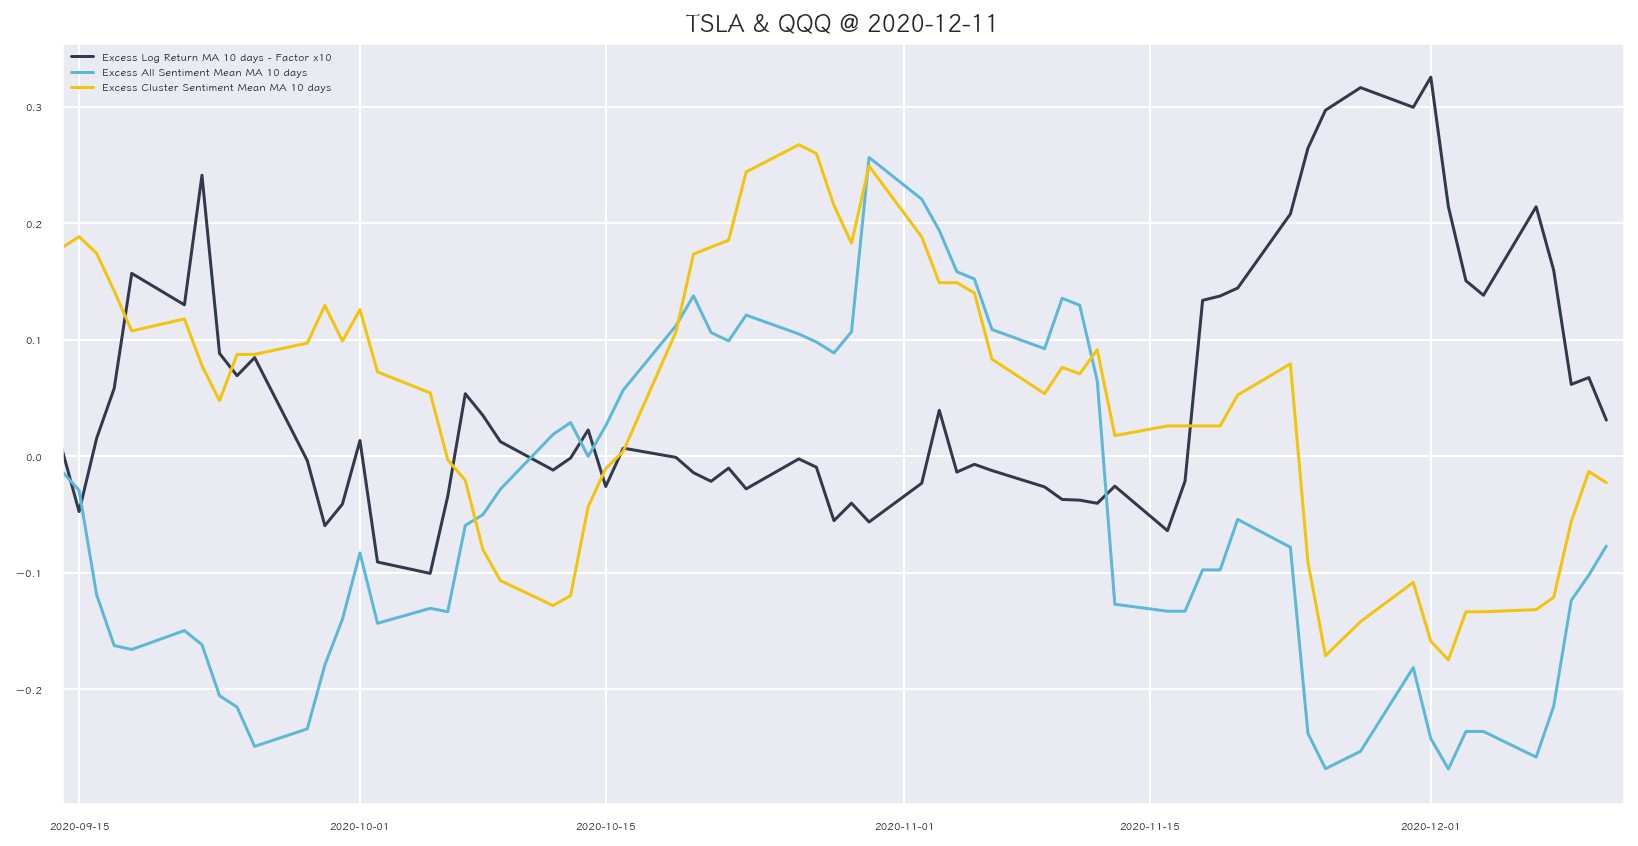 TSLA & QQQ @ 2020-12-11
Excess Log Return MA 10 days - Factor x10
Excess All Sentiment Mean MA 10 days
Excess Cluster Sentiment Mean MA 10 days
0.3
0.2
0.1
0.0
−0.1
−0.2
2020-09-15 2020-10-01 2020-10-15 2020-11-01 2020-11-15 2020-12-01